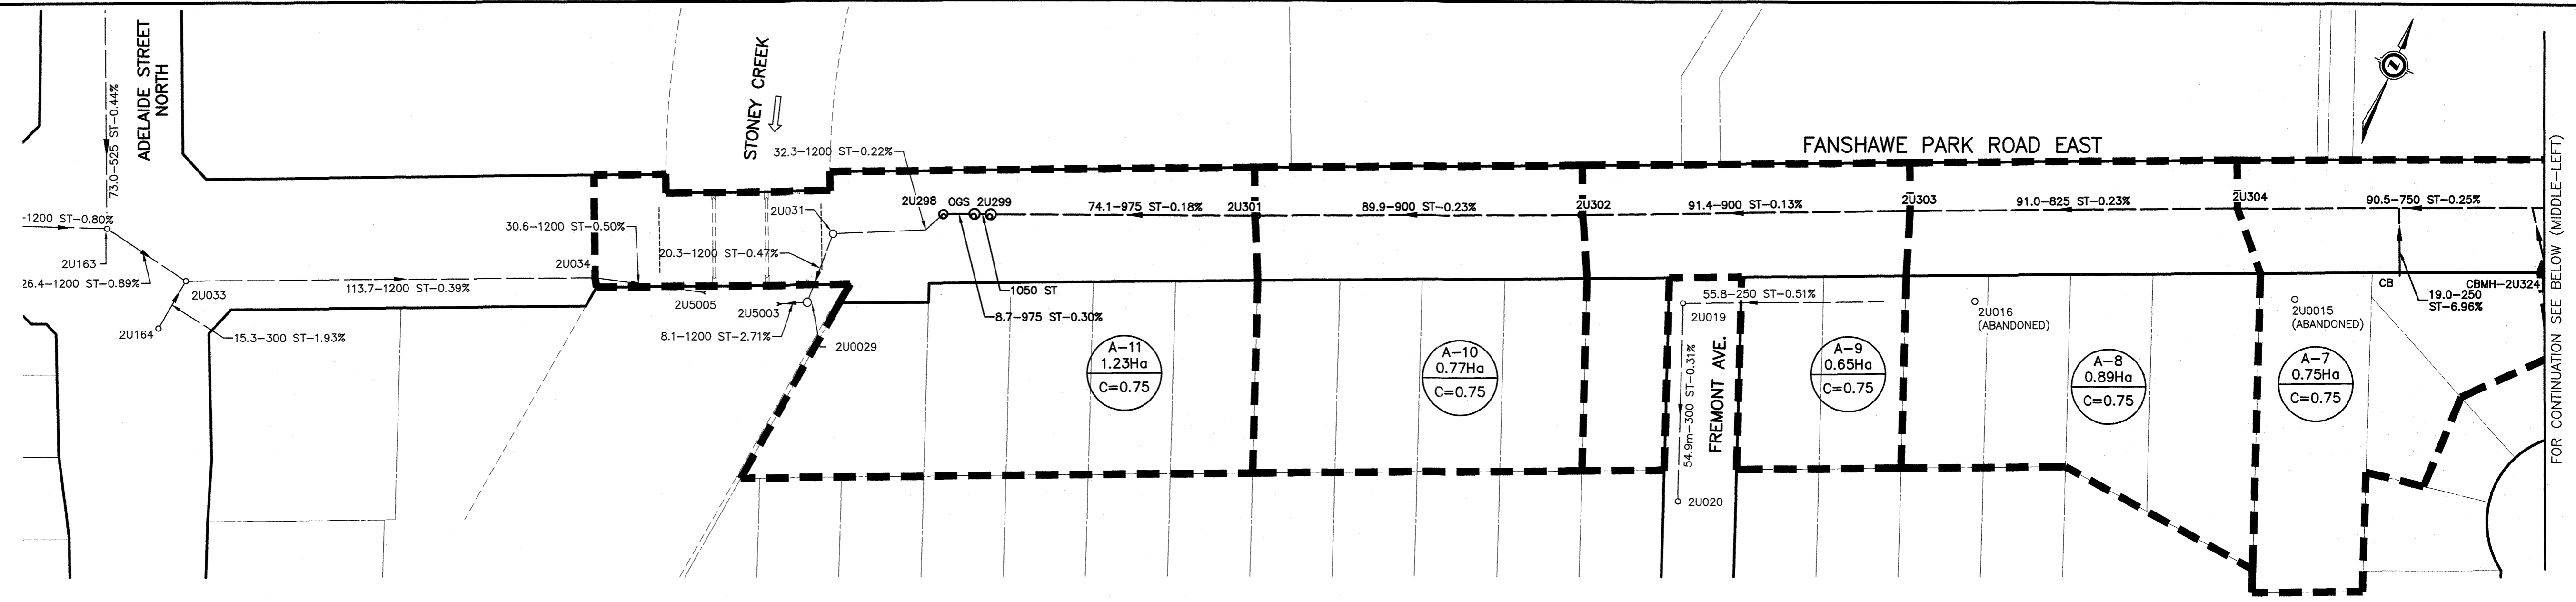 ADELAIDE STREET
NORTH
73.0-525 ST-0.44%
STONEY CREEK
FANSHAWE PARK ROAD EAST
32.3-1200 ST-0.22%
-1200 ST-0.80%
2U163
26.4-1200 ST-0.89%
2U033
2U164
15.3-300 ST-1.93%
113.7-1200 ST-0.39%
30.6-1200 ST-0.50%
2U034
2U031
20.3-1200 ST-0.47%
2U5005
2U5003
8.1-1200 ST-2.71%
2U0029
2U298
OGS
2U299
1050 ST
8.7-975 ST-0.30%
74.1-975 ST-0.18%
2U301
89.9-900 ST-0.23%
2U302
91.4-900 ST-0.13%
2U303
91.0-825 ST-0.23%
2U304
90.5-750 ST-0.25%
A-11
1.23Ha
C=0.75
A-10
0.77Ha
C=0.75
55.8-250 ST-0.51%
2U019
54.9m-300 ST-0.31%
FREMONT AVE.
2U020
A-9
0.65Ha
C=0.75
2U016
(ABANDONED)
A-8
0.89Ha
C=0.75
2U0015
(ABANDONED)
A-7
0.75Ha
C=0.75
CB
CBMH-2U324
19.0-250
ST-6.96%
FOR CONTINUATION SEE BELOW (MIDDLE-LEFT)